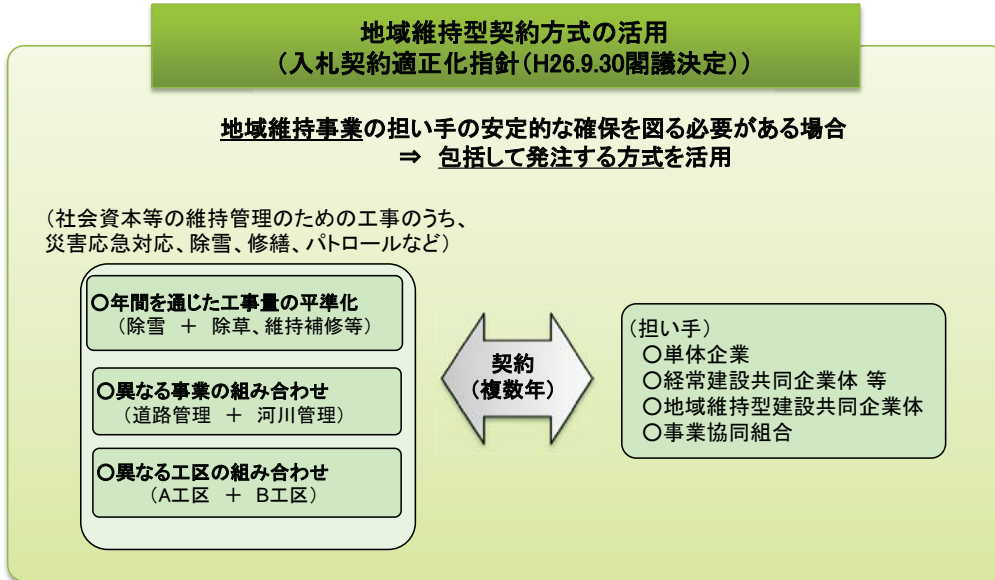 地域維持型契約方式の活用
（入札契約適正化指針（H26.9.30閣議決定））
地域維持事業の担い手の安定的な確保を図る必要がある場合
⇒ 包括して発注する方式を活用
（社会資本等の維持管理のための工事のうち、
災害応急対応、除雪、修繕、パトロールなど）
○年間を通じた工事量の平準化
（除雪 ＋ 除草、維持補修等）
○異なる事業の組み合わせ
（道路管理 ＋ 河川管理）
○異なる工区の組み合わせ
（A工区 ＋ B工区）
契約
（複数年）
（担い手）
○単体企業
○経常建設共同企業体 等
○地域維持型建設共同企業体
○事業協同組合